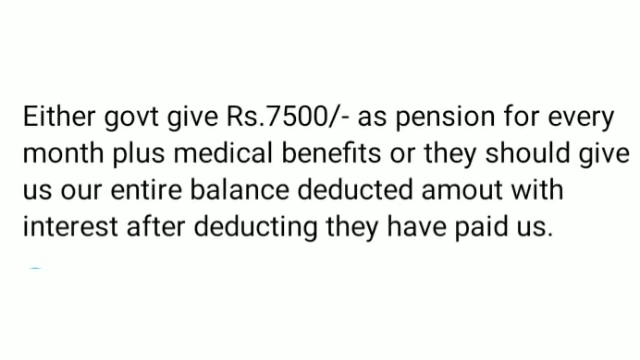 Either govt give Rs.7500/- as pension for every
month plus medical benefits or they should give
us our entire balance deducted amout with
interest after deducting they have paid us.